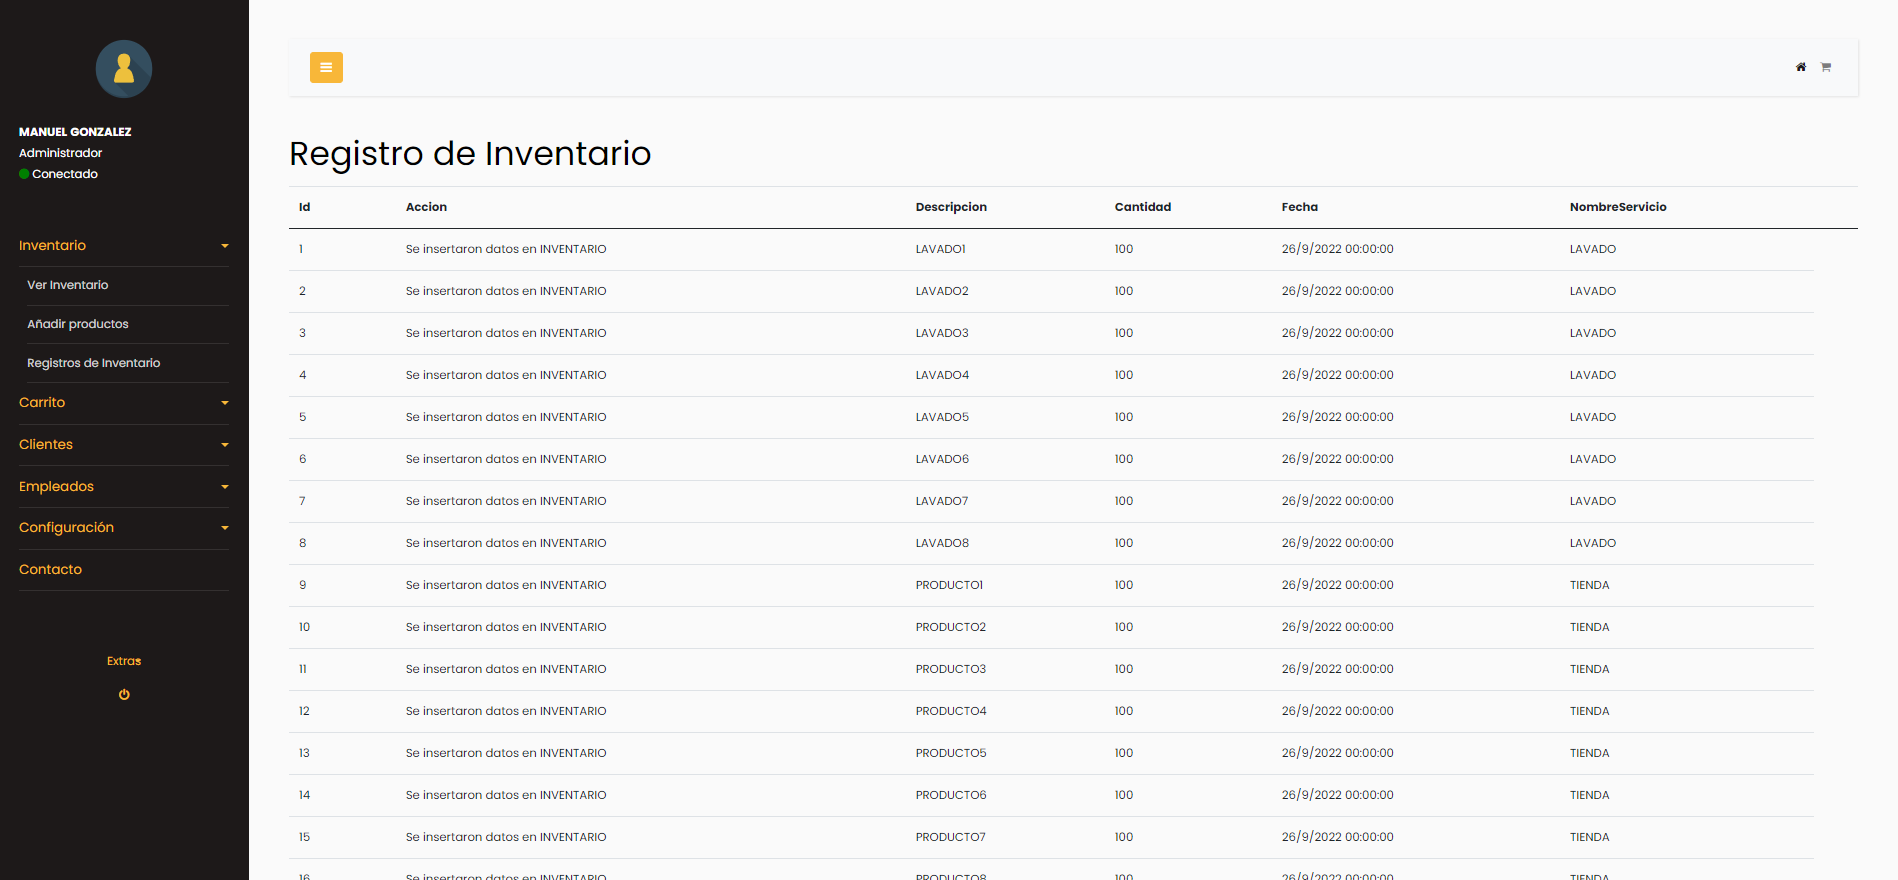 MANUEL GONZALEZ
Administrador
Conectado
Inventario
Ver Inventario
Añadir productos
Registros de Inventario
Carrito
Clientes
Empleados
Configuración
Contacto
Extras
Registro de Inventario
Id Accion Descripcion Cantidad Fecha NombreServicio
1 Se insertaron datos en INVENTARIO LAVADO1 100 26/9/2022 00:00:00 LAVADO
2 Se insertaron datos en INVENTARIO LAVADO2 100 26/9/2022 00:00:00 LAVADO
3 Se insertaron datos en INVENTARIO LAVADO3 100 26/9/2022 00:00:00 LAVADO
4 Se insertaron datos en INVENTARIO LAVADO4 100 26/9/2022 00:00:00 LAVADO
5 Se insertaron datos en INVENTARIO LAVADO5 100 26/9/2022 00:00:00 LAVADO
6 Se insertaron datos en INVENTARIO LAVADO6 100 26/9/2022 00:00:00 LAVADO
7 Se insertaron datos en INVENTARIO LAVADO7 100 26/9/2022 00:00:00 LAVADO
8 Se insertaron datos en INVENTARIO LAVADO8 100 26/9/2022 00:00:00 LAVADO
9 Se insertaron datos en INVENTARIO PRODUCTO1 100 26/9/2022 00:00:00 TIENDA
10 Se insertaron datos en INVENTARIO PRODUCTO2 100 26/9/2022 00:00:00 TIENDA
11 Se insertaron datos en INVENTARIO PRODUCTO3 100 26/9/2022 00:00:00 TIENDA
12 Se insertaron datos en INVENTARIO PRODUCTO4 100 26/9/2022 00:00:00 TIENDA
13 Se insertaron datos en INVENTARIO PRODUCTO5 100 26/9/2022 00:00:00 TIENDA
14 Se insertaron datos en INVENTARIO PRODUCTO6 100 26/9/2022 00:00:00 TIENDA
15 Se insertaron datos en INVENTARIO PRODUCTO7 100 26/9/2022 00:00:00 TIENDA
16 Se insertaron datos en INVENTARIO PRODUCTO8 100 26/9/2022 00:00:00 TIENDA